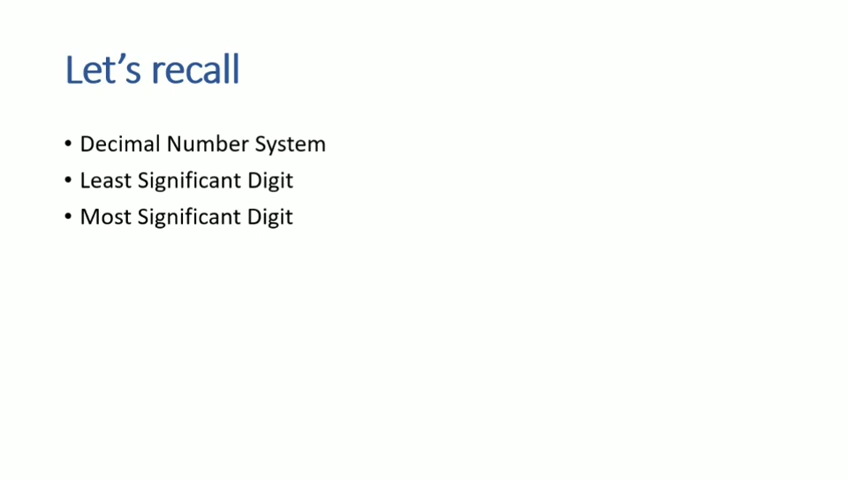 Let’s recall
• Decimal Number System
• Least Significant Digit
• Most Significant Digit